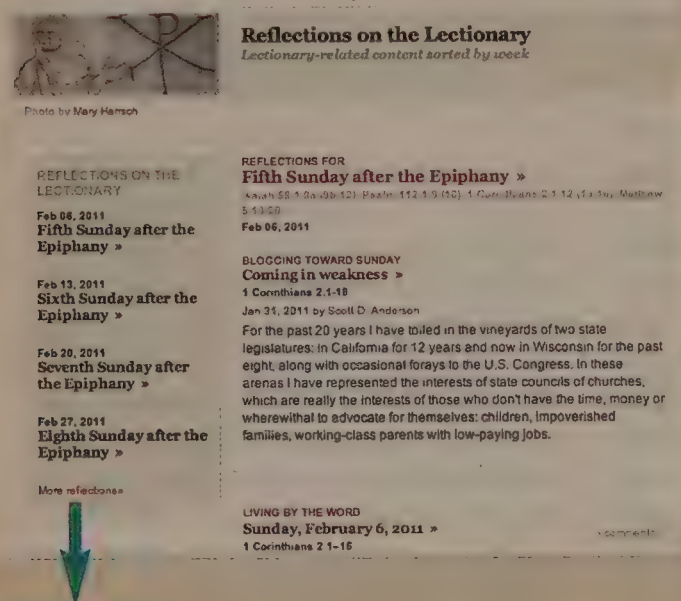 Reflections on the Lectionary
Lectionary-related content sorted by week
Photo by Mary Harrsch
REFLECTIONS ON THE
LECTIONARY
Feb 06, 2011
Fifth Sunday after the
Epiphany »
Feb 13, 2011
Sixth Sunday after the
Epiphany »
Feb 20, 2011
Seventh Sunday after
the Epiphany »
Feb 27, 2011
Eighth Sunday after the
Epiphany »
More reflections»
REFLECTIONS FOR
Fifth Sunday after the Epiphany »
Feb 06, 2011
BLOGGING TOWARD SUNDAY
Coming in weakness »
1 Corinthians 2.1-16
Jan 31, 2011 by Scott D. Anderson
For the past 20 years I have toiled in the vineyards of two state
legislatures: in California for 12 years and now in Wisconsin for the past
eight, along with occasional forays to the U.S. Congress. In these
arenas I have represented the interests of state councils of churches,
which are really the interests of those who don't have the time, money or
wherewithal to advocate for themselves: children, impoverished
families, working-class parents with low-paying jobs.
LIVING BY THE WORD
Sunday, February 6, 2011 »
comments
1 Corinthians 2 1-16